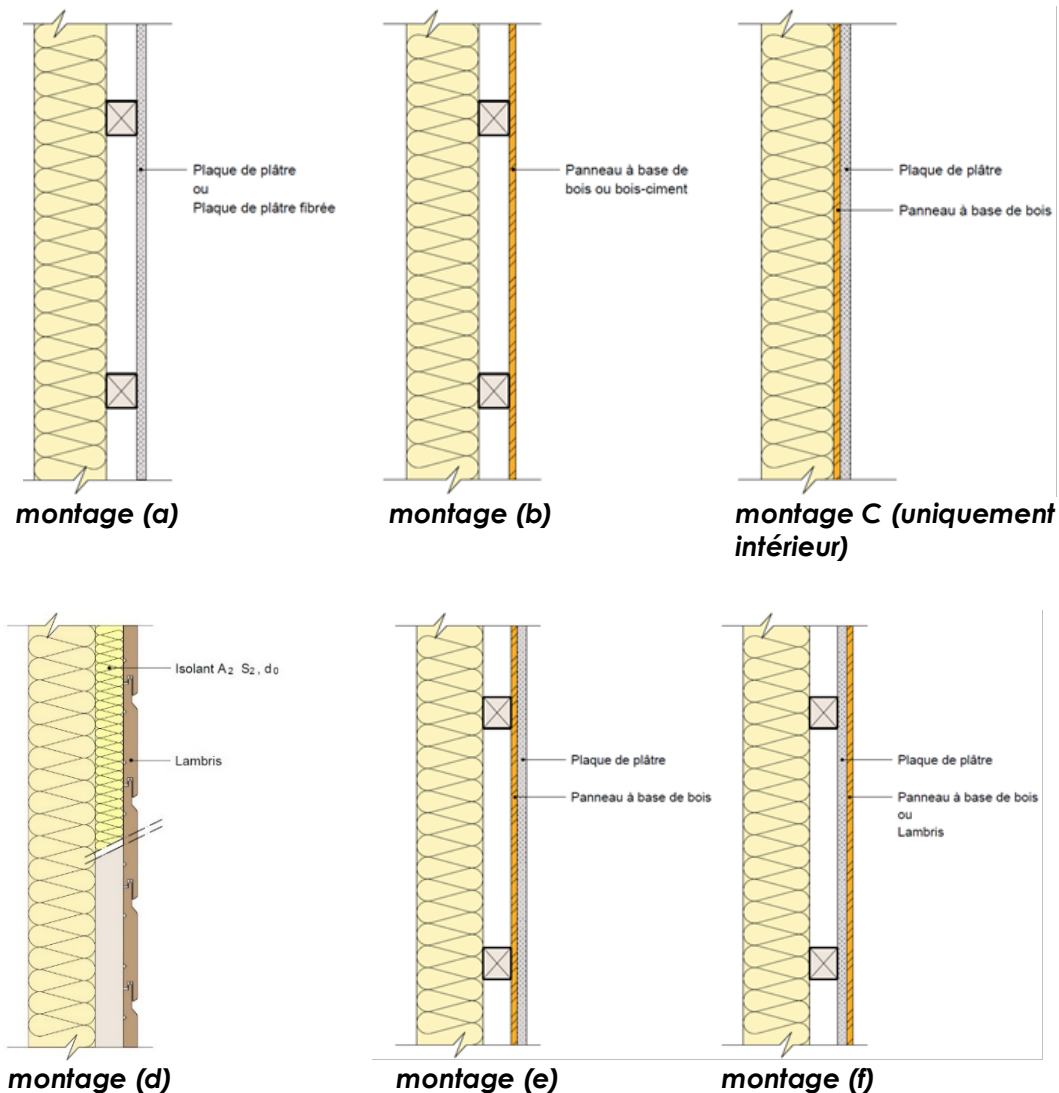 Plaque de plâtre
ou
Plaque de plâtre fibrée
montage (a)
Panneau à base de
bois ou bois-ciment
montage (b)
Plaque de plâtre
Panneau à base de bois
montage C (uniquement
intérieur)
Isolant A2 S2, d0
Lambris
montage (d)
Plaque de plâtre
Panneau à base de bois
montage (e)
Plaque de plâtre
Panneau à base de bois
ou
Lambris
montage (f)